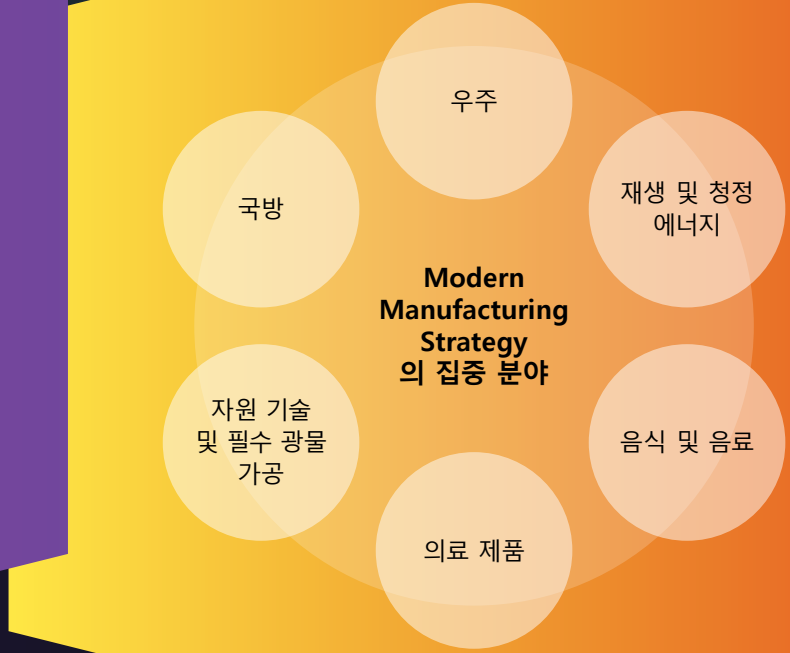 우주
재생 및 청정
에너지
음식 및 음료
의료 제품
자원 기술
및 필수 광물
가공
국방
Modern
Manufacturing
Strategy
의 집중 분야